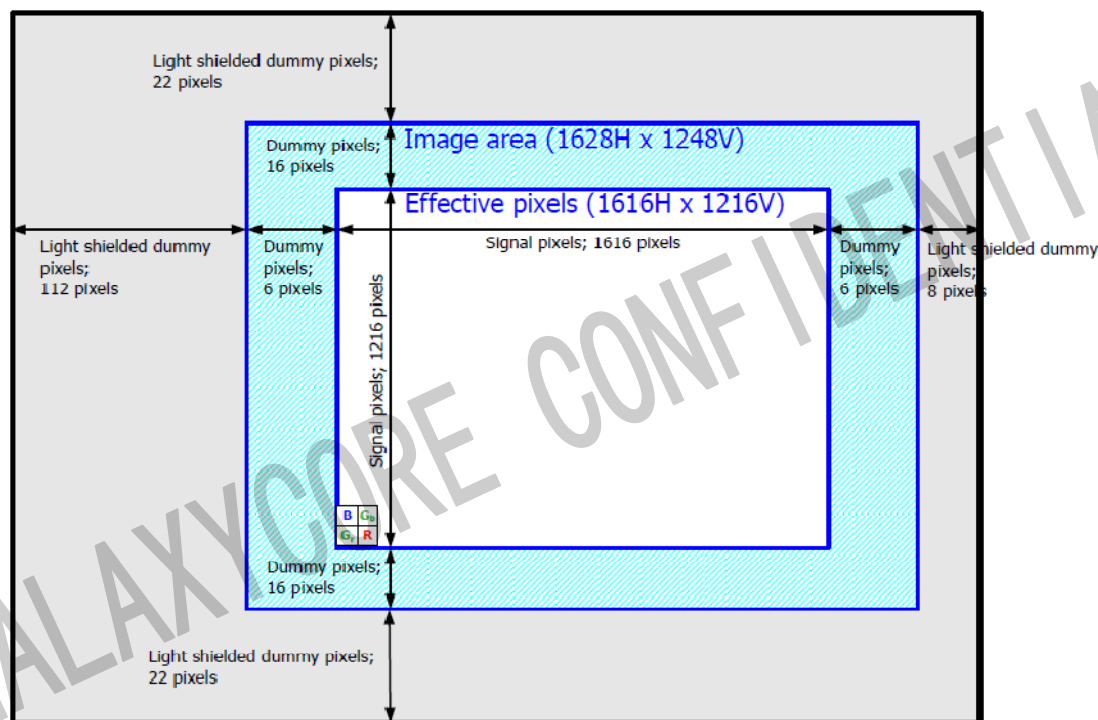 Light shielded dummy pixels;
22 pixels
Dummy pixels;
16 pixels
Image area (1628H x 1248V)
Effective pixels (1616H x 1216V)
Signal pixels; 1616 pixels
Light shielded dummy
pixels;
112 pixels
Dummy
pixels;
6 pixels
Signal pixels; 1216 pixels
Dummy
pixels;
6 pixels
Light shielded dummy
pixels;
8 pixels
B Gb
Gr R
Dummy pixels;
16 pixels
Light shielded dummy pixels;
22 pixels
CONFIDENTIA